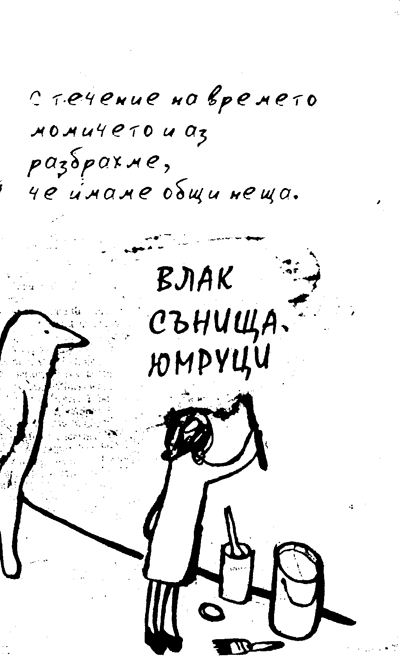 С течение на времето
момичето и аз
разбрахме,
че имаме общи неща.
ВЛАК
СЪНИЩА.
ЮМРУЦИ